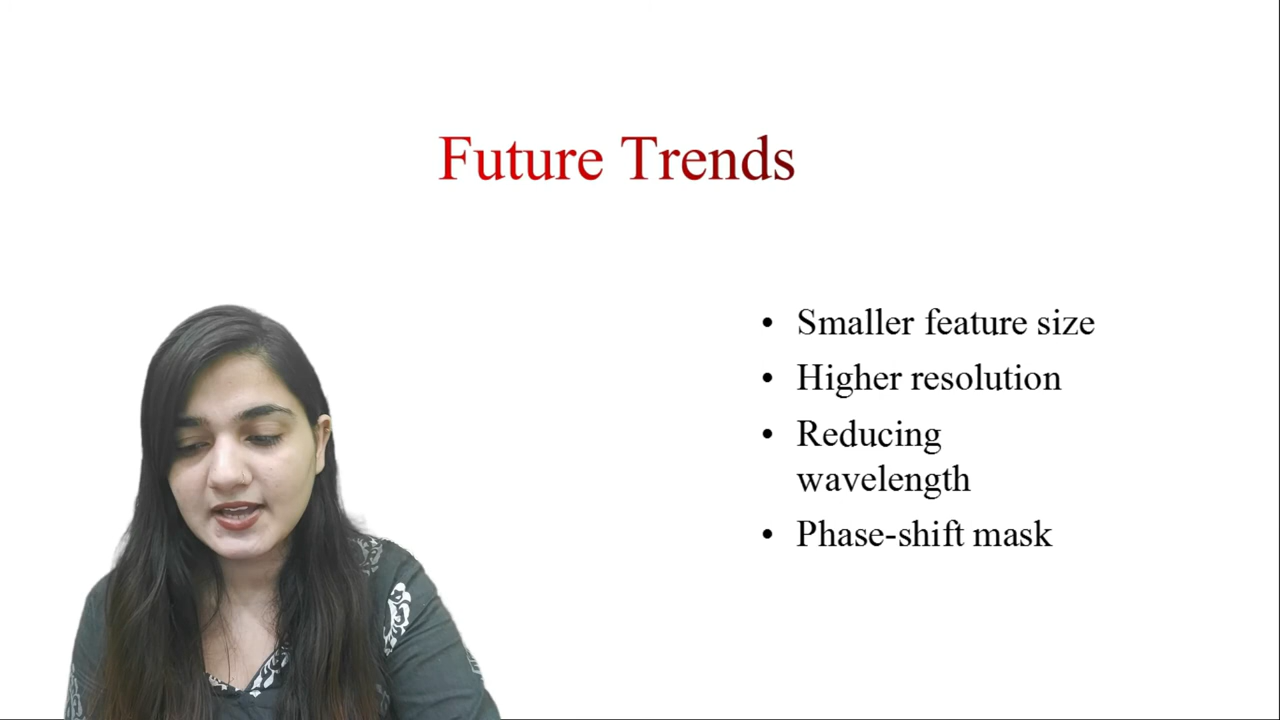 Future Trends
• Smaller feature size
• Higher resolution
• Reducing
wavelength
• Phase-shift mask